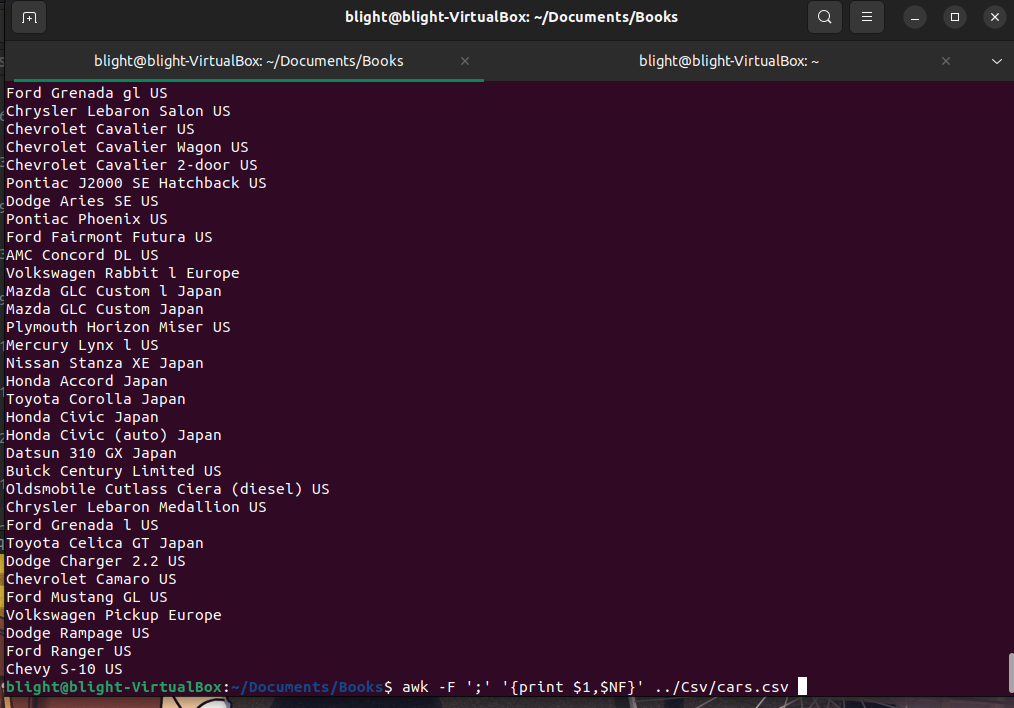 blight@blight-VirtualBox: ~/Documents/Books
blight@blight-VirtualBox: ~/Documents/Books
blight@blight-VirtualBox: ~
Ford Grenada gl US
Chrysler Lebaron Salon US
Chevrolet Cavalier US
Chevrolet Cavalier Wagon US
Chevrolet Cavalier 2-door US
Pontiac J2000 SE Hatchback US
Dodge Aries SE US
Pontiac Phoenix US
Ford Fairmont Futura US
AMC Concord DL US
Volkswagen Rabbit l Europe
Mazda GLC Custom l Japan
Mazda GLC Custom Japan
Plymouth Horizon Miser US
Mercury Lynx l US
Nissan Stanza XE Japan
Honda Accord Japan
Toyota Corolla Japan
Honda Civic Japan
Honda Civic (auto) Japan
Datsun 310 GX Japan
Buick Century Limited US
Oldsmobile Cutlass Ciera (diesel) US
Chrysler Lebaron Medallion US
Ford Grenada l US
Toyota Celica GT Japan
Dodge Charger 2.2 US
Chevrolet Camaro US
Ford Mustang GL US
Volkswagen Pickup Europe
Dodge Rampage US
Ford Ranger US
Chevy S-10 US
blight@blight-VirtualBox:~/Documents/Books$ awk -F ';' '{print $1,$NF}' ../Csv/cars.csv